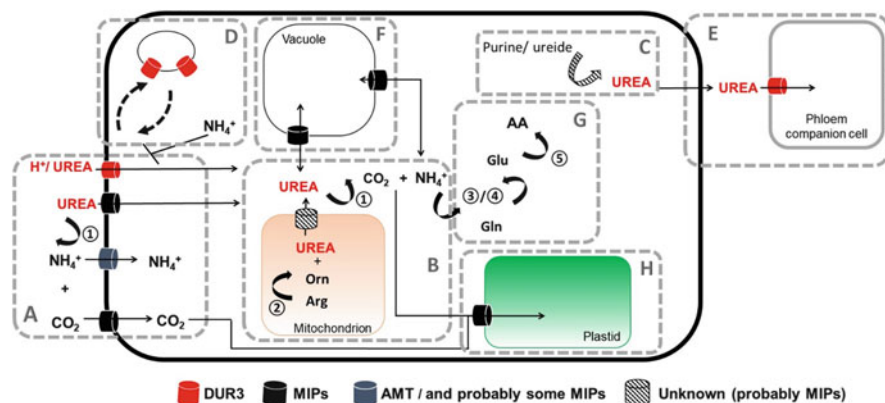 D
F
Vacuole
Purine/ ureide
C
UREA
E
UREA
Phloem
companion cell
NH₄⁺
G
AA
Glu
⑤
③/④
Gln
H⁺/ UREA
UREA
①
NH₄⁺
NH₄⁺
+
A
CO₂
CO₂
UREA
①
CO₂ + NH₄⁺
UREA
+
Orn
②
Arg
Mitochondrion
B
H
Plastid
DUR3
MIPs
AMT / and probably some MIPs
Unknown (probably MIPs)